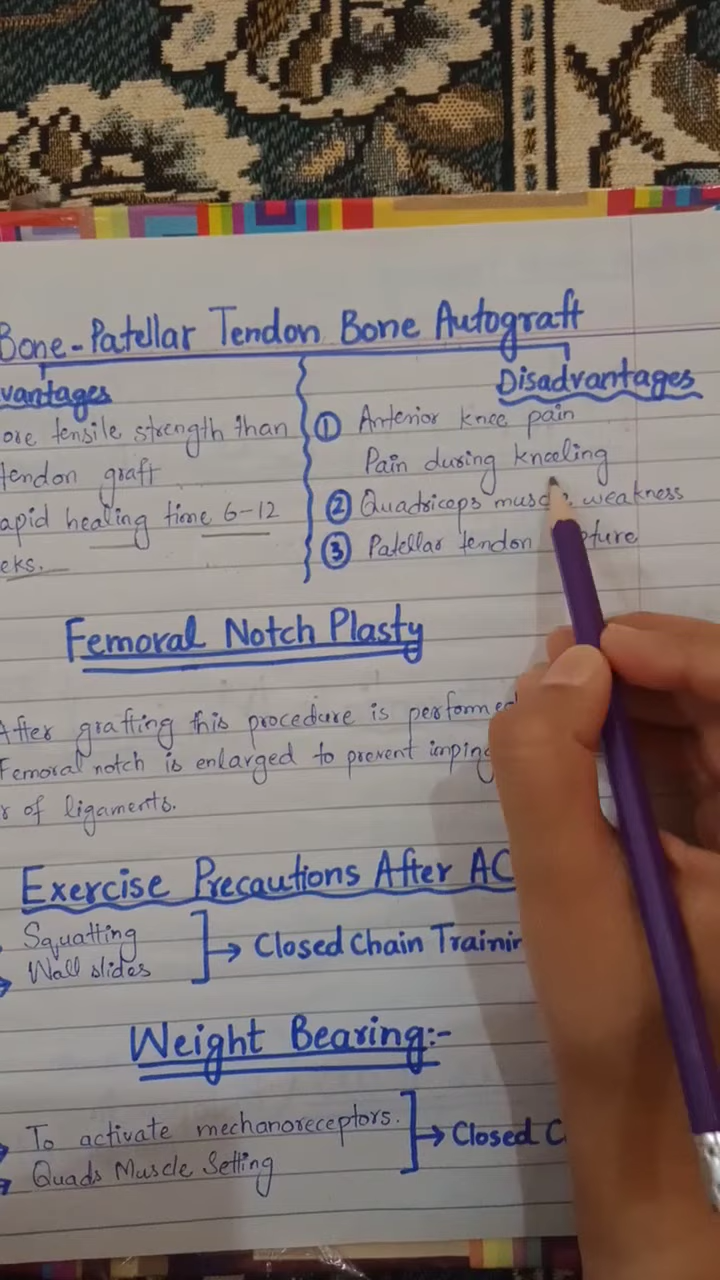 Bone-Patellar Tendon Bone Autograft
vantages
ore tensile strength than
tendon graft
apid healing time 6-12
eks.
Disadvantages
① Anterior knee pain
Pain during kneeling
② Quadriceps muscle weakness
③ Patellar tendon
Femoral Notch Plasty
After grafting this procedure is performed
Femoral notch is enlarged to prevent imping
r of ligaments.
Exercise Precautions After AC
Squatting
Wall slides
→ Closed Chain Trainin
Weight Bearing:-
To activate mechanoreceptors.
Quads Muscle Setting
→ Closed C